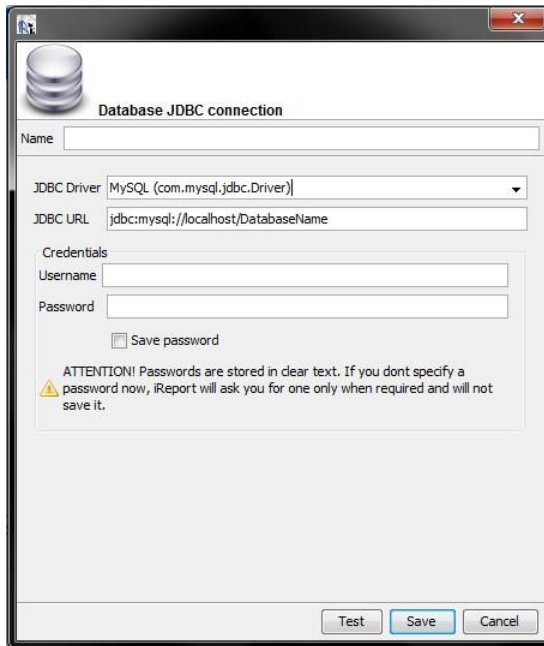 Database JDBC connection
Name
JDBC Driver MySQL (com.mysql.jdbc.Driver)
JDBC URL jdbc:mysql://localhost/DatabaseName
Credentials
Username
Password
Save password
ATTENTION! Passwords are stored in clear text. If you dont specify a
password now, iReport will ask you for one only when required and will not
save it.
Test Save Cancel